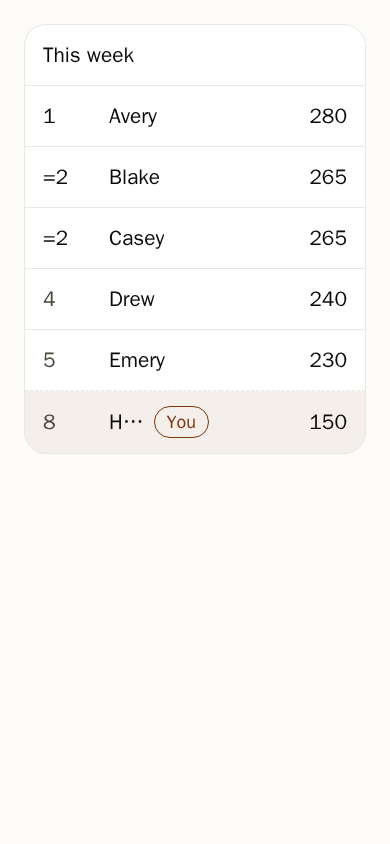 This week
1 Avery 280
=2 Blake 265
=2 Casey 265
4 Drew 240
5 Emery 230
8 H… You 150